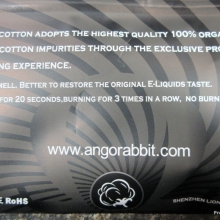 COTTON ADOPTS THE HIGHEST QUALITY 100% ORGA
COTTON IMPURITIES THROUGH THE EXCLUSIVE PRO
NG EXPERIENCE.
HELL. BETTER TO RESTORE THE ORIGINAL E-LIQUIDS TASTE.
FOR 20 SECONDS,BURNING FOR 3 TIMES IN A ROW, NO BURN
www.angorabbit.com
E RoHS
SHENZHEN LION